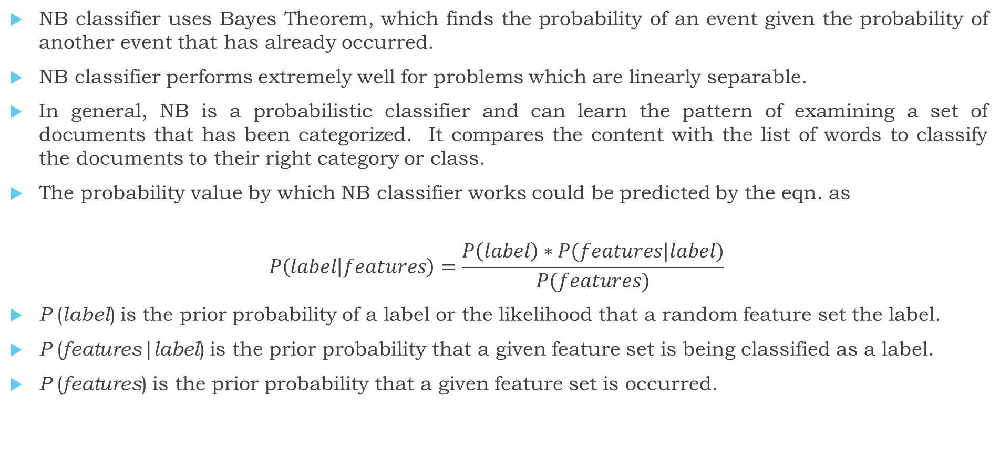 ▶ NB classifier uses Bayes Theorem, which finds the probability of an event given the probability of
another event that has already occurred.
▶ NB classifier performs extremely well for problems which are linearly separable.
▶ In general, NB is a probabilistic classifier and can learn the pattern of examining a set of
documents that has been categorized. It compares the content with the list of words to classify
the documents to their right category or class.
▶ The probability value by which NB classifier works could be predicted by the eqn. as
P(label) ∗ P(features|label)
P(label|features) =
P(features)
▶ P (label) is the prior probability of a label or the likelihood that a random feature set the label.
▶ P (features|label) is the prior probability that a given feature set is being classified as a label.
▶ P (features) is the prior probability that a given feature set is occurred.